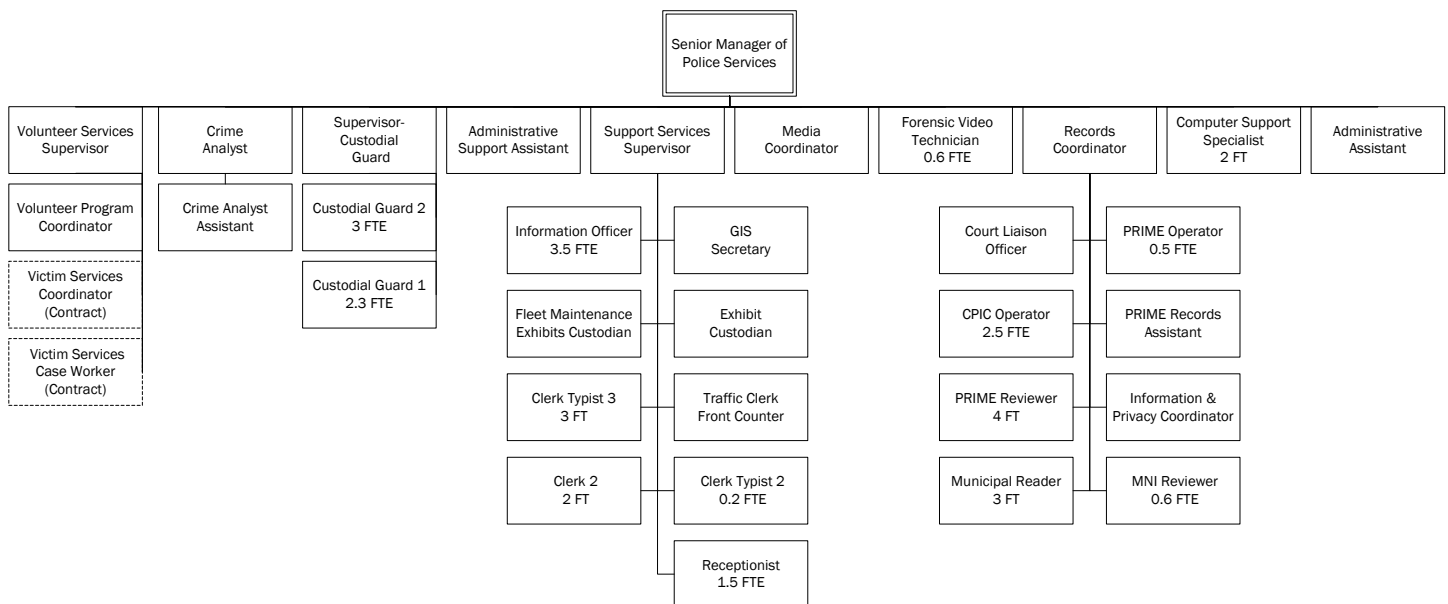 Senior Manager of
Police Services
Volunteer Services
Supervisor
Crime
Analyst
Supervisor-
Custodial
Guard
Administrative
Support Assistant
Support Services
Supervisor
Media
Coordinator
Forensic Video
Technician
0.6 FTE
Records
Coordinator
Computer Support
Specialist
2 FT
Administrative
Assistant
Volunteer Program
Coordinator
Crime Analyst
Assistant
Custodial Guard 2
3 FTE
Victim Services
Coordinator
(Contract)
Custodial Guard 1
2.3 FTE
Victim Services
Case Worker
(Contract)
Information Officer
3.5 FTE
GIS
Secretary
Fleet Maintenance
Exhibits Custodian
Exhibit
Custodian
Clerk Typist 3
3 FT
Traffic Clerk
Front Counter
Clerk 2
2 FT
Clerk Typist 2
0.2 FTE
Receptionist
1.5 FTE
Court Liaison
Officer
PRIME Operator
0.5 FTE
CPIC Operator
2.5 FTE
PRIME Records
Assistant
PRIME Reviewer
4 FT
Information &
Privacy Coordinator
Municipal Reader
3 FT
MNI Reviewer
0.6 FTE